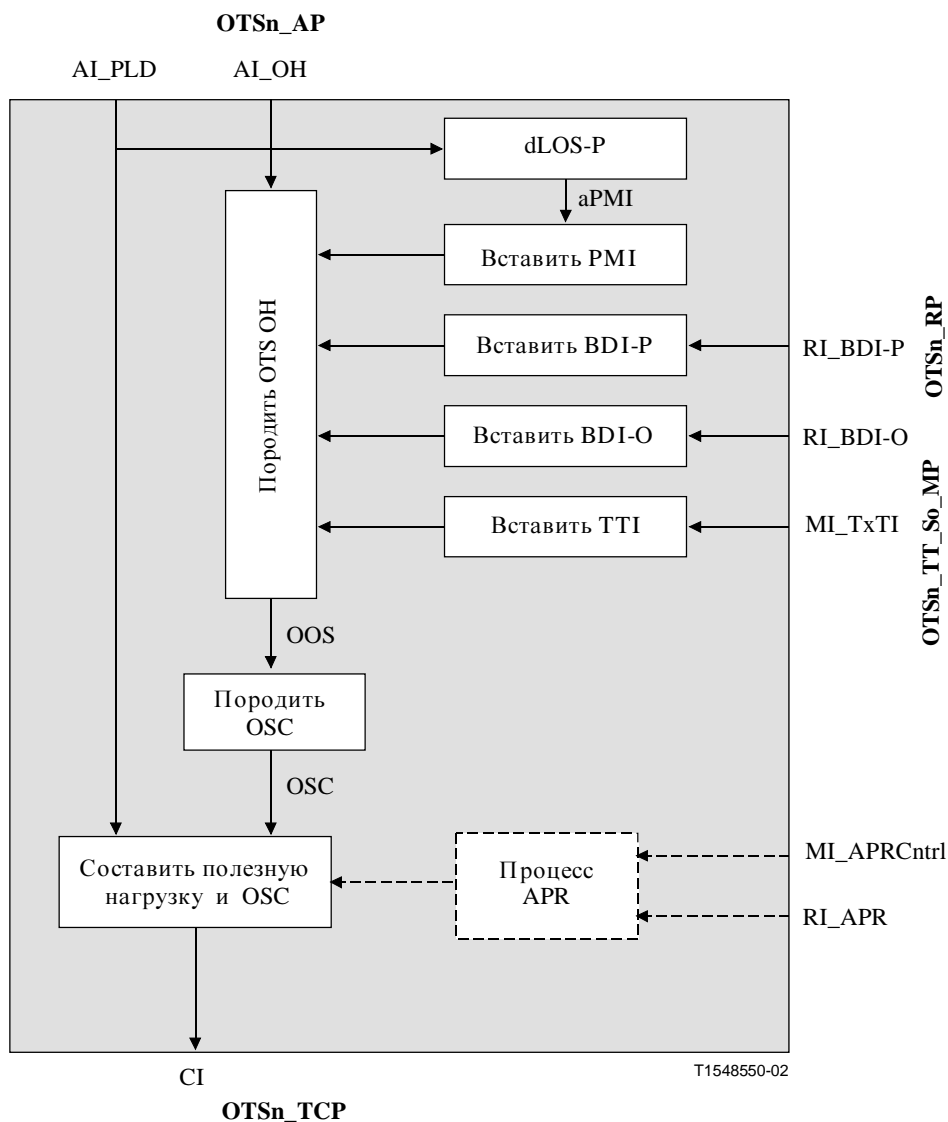 OTSn_AP
AI_PLD
AI_OH
dLOS-P
aPMI
Вставить PMI
Вставить BDI-P
RI_BDI-P
OTSn_RP
Породить OTS OH
Вставить BDI-O
RI_BDI-O
Вставить TTI
MI_TxTI
OTSn_TT_So_MP
OOS
Породить
OSC
OSC
Составить полезную
нагрузку и OSC
Процесс
APR
MI_APRCntrl
RI_APR
T1548550-02
CI
OTSn_TCP